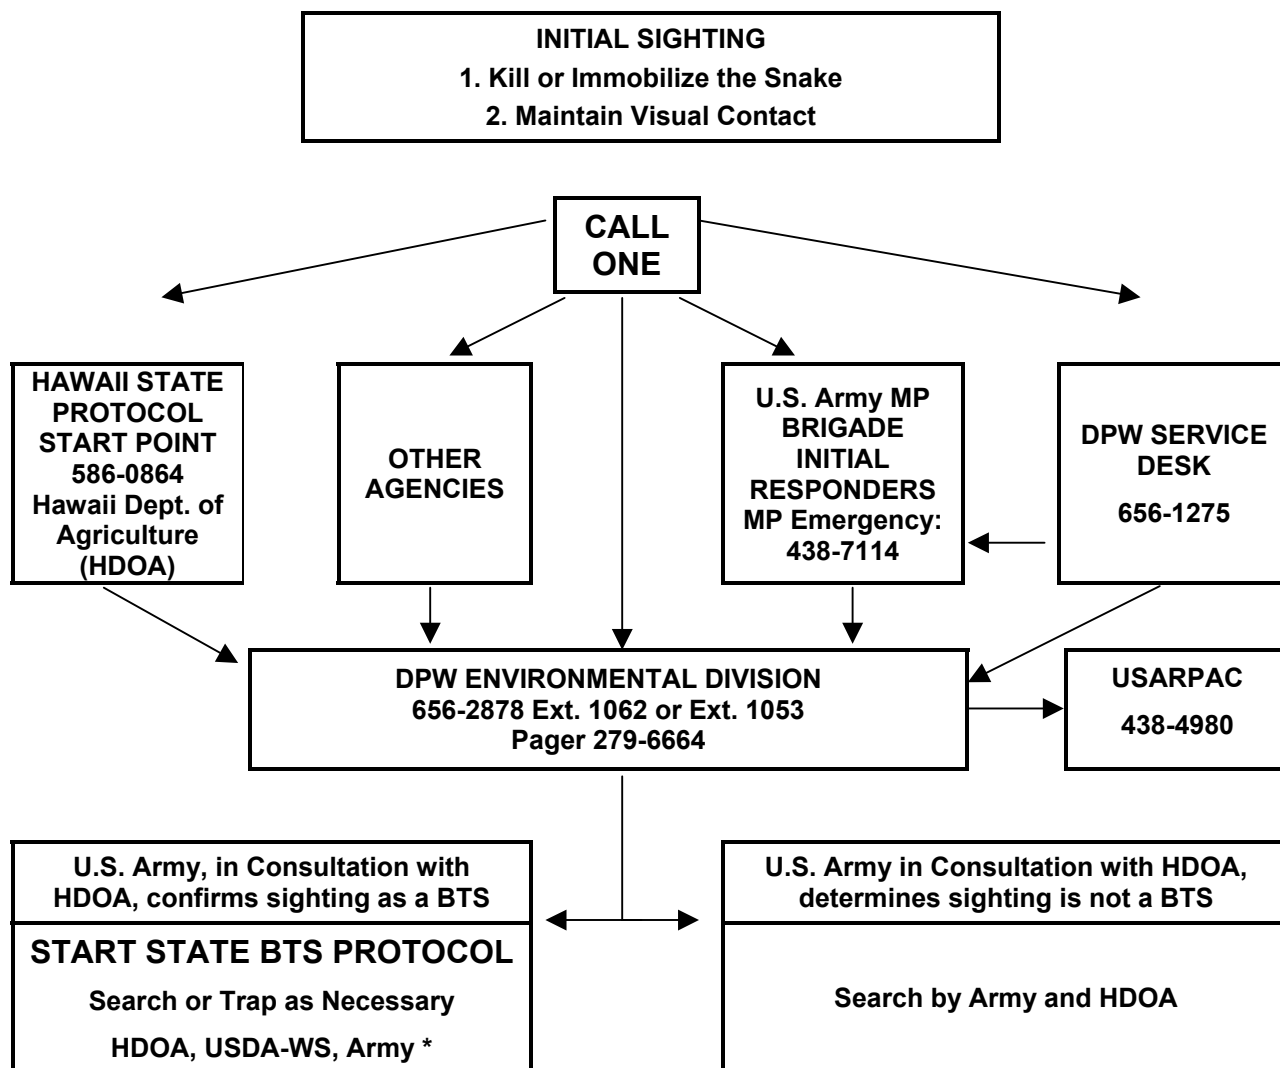 INITIAL SIGHTING
1. Kill or Immobilize the Snake
2. Maintain Visual Contact
CALL
ONE
HAWAII STATE
PROTOCOL
START POINT
586-0864
Hawaii Dept. of
Agriculture
(HDOA)
OTHER
AGENCIES
U.S. Army MP
BRIGADE
INITIAL
RESPONDERS
MP Emergency:
438-7114
DPW SERVICE
DESK
656-1275
DPW ENVIRONMENTAL DIVISION
656-2878 Ext. 1062 or Ext. 1053
Pager 279-6664
USARPAC
438-4980
U.S. Army, in Consultation with
HDOA, confirms sighting as a BTS
START STATE BTS PROTOCOL
Search or Trap as Necessary
HDOA, USDA-WS, Army *
U.S. Army in Consultation with HDOA,
determines sighting is not a BTS
Search by Army and HDOA